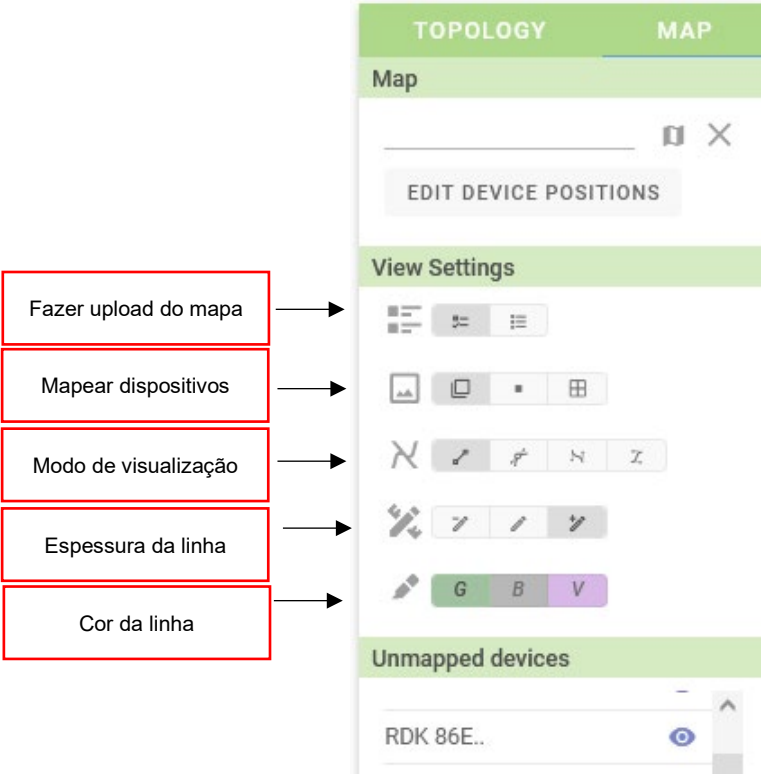 TOPOLOGY MAP
Map
EDIT DEVICE POSITIONS
View Settings
Fazer upload do mapa
Mapear dispositivos
Modo de visualização
Espessura da linha
G B V
Cor da linha
Unmapped devices
RDK 86E..